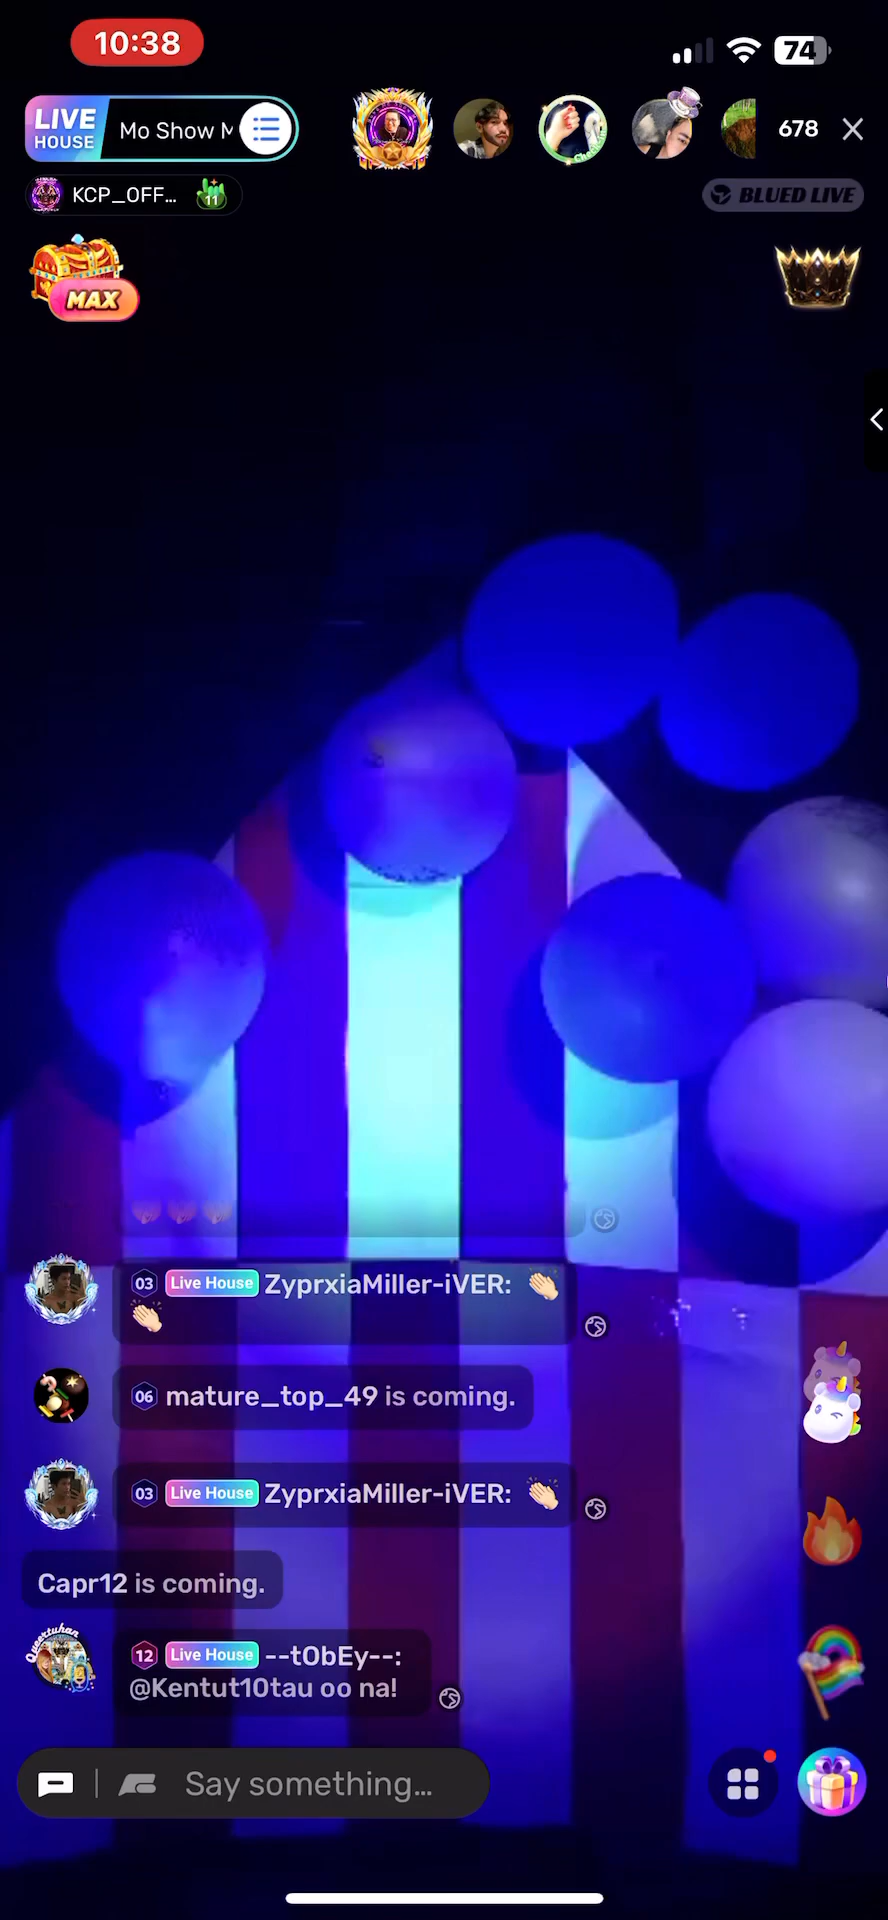 10:38
74
LIVE
HOUSE
Mo Show M
678
KCP_OFF...
11
BLUED LIVE
MAX
03 Live House ZyprxiaMiller-iVER: 👏
👏
06 mature_top_49 is coming.
03 Live House ZyprxiaMiller-iVER: 👏
Capr12 is coming.
Queertuhan
12 Live House --tObEy--:
@Kentut10tau oo na!
Say something...